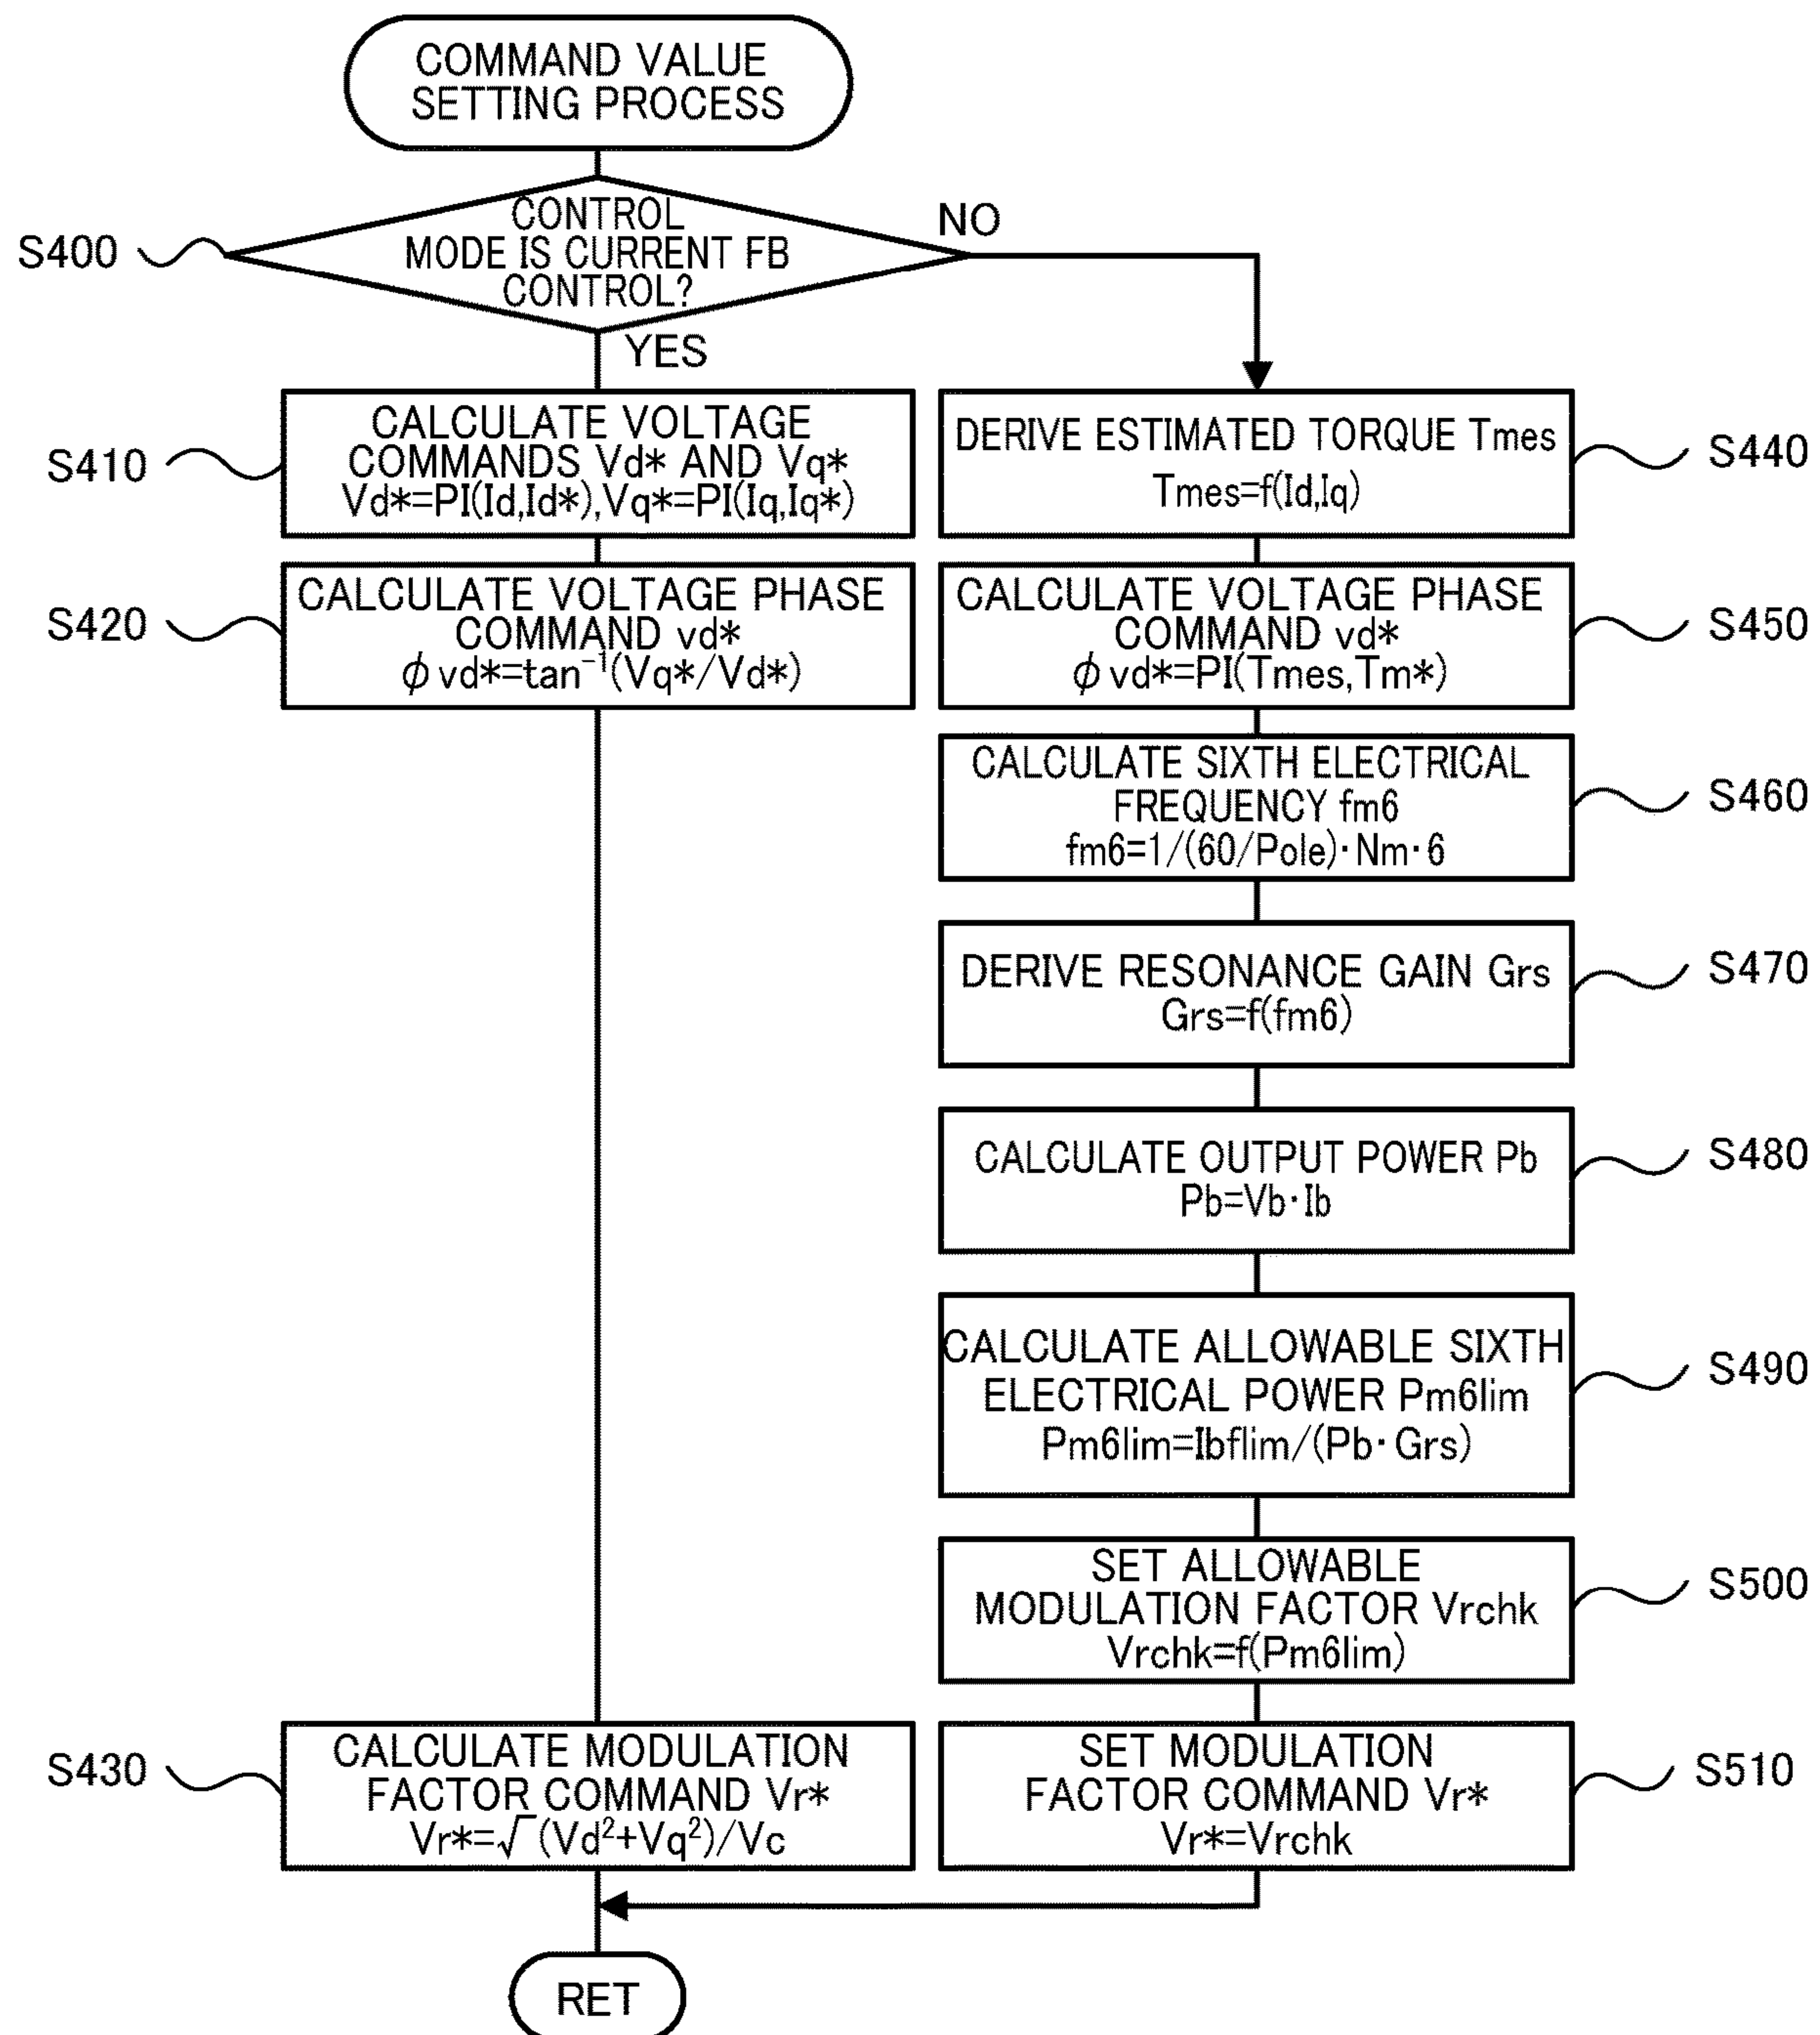 COMMAND VALUE
SETTING PROCESS
S400
CONTROL
MODE IS CURRENT FB
CONTROL?
NO
YES
S410
CALCULATE VOLTAGE
COMMANDS Vd* AND Vq*
Vd*=PI(Id,Id*),Vq*=PI(Iq,Iq*)
S420
CALCULATE VOLTAGE PHASE
COMMAND vd*
ϕ vd*=tan⁻¹(Vq*/Vd*)
S430
CALCULATE MODULATION
FACTOR COMMAND Vr*
Vr*=√(Vd²+Vq²)/Vc
DERIVE ESTIMATED TORQUE Tmes
Tmes=f(Id,Iq)
S440
CALCULATE VOLTAGE PHASE
COMMAND vd*
ϕ vd*=PI(Tmes,Tm*)
S450
CALCULATE SIXTH ELECTRICAL
FREQUENCY fm6
fm6=1/(60/Pole)·Nm·6
S460
DERIVE RESONANCE GAIN Grs
Grs=f(fm6)
S470
CALCULATE OUTPUT POWER Pb
Pb=Vb·Ib
S480
CALCULATE ALLOWABLE SIXTH
ELECTRICAL POWER Pm6lim
Pm6lim=Ibflim/(Pb·Grs)
S490
SET ALLOWABLE
MODULATION FACTOR Vrchk
Vrchk=f(Pm6lim)
S500
SET MODULATION
FACTOR COMMAND Vr*
Vr*=Vrchk
S510
RET